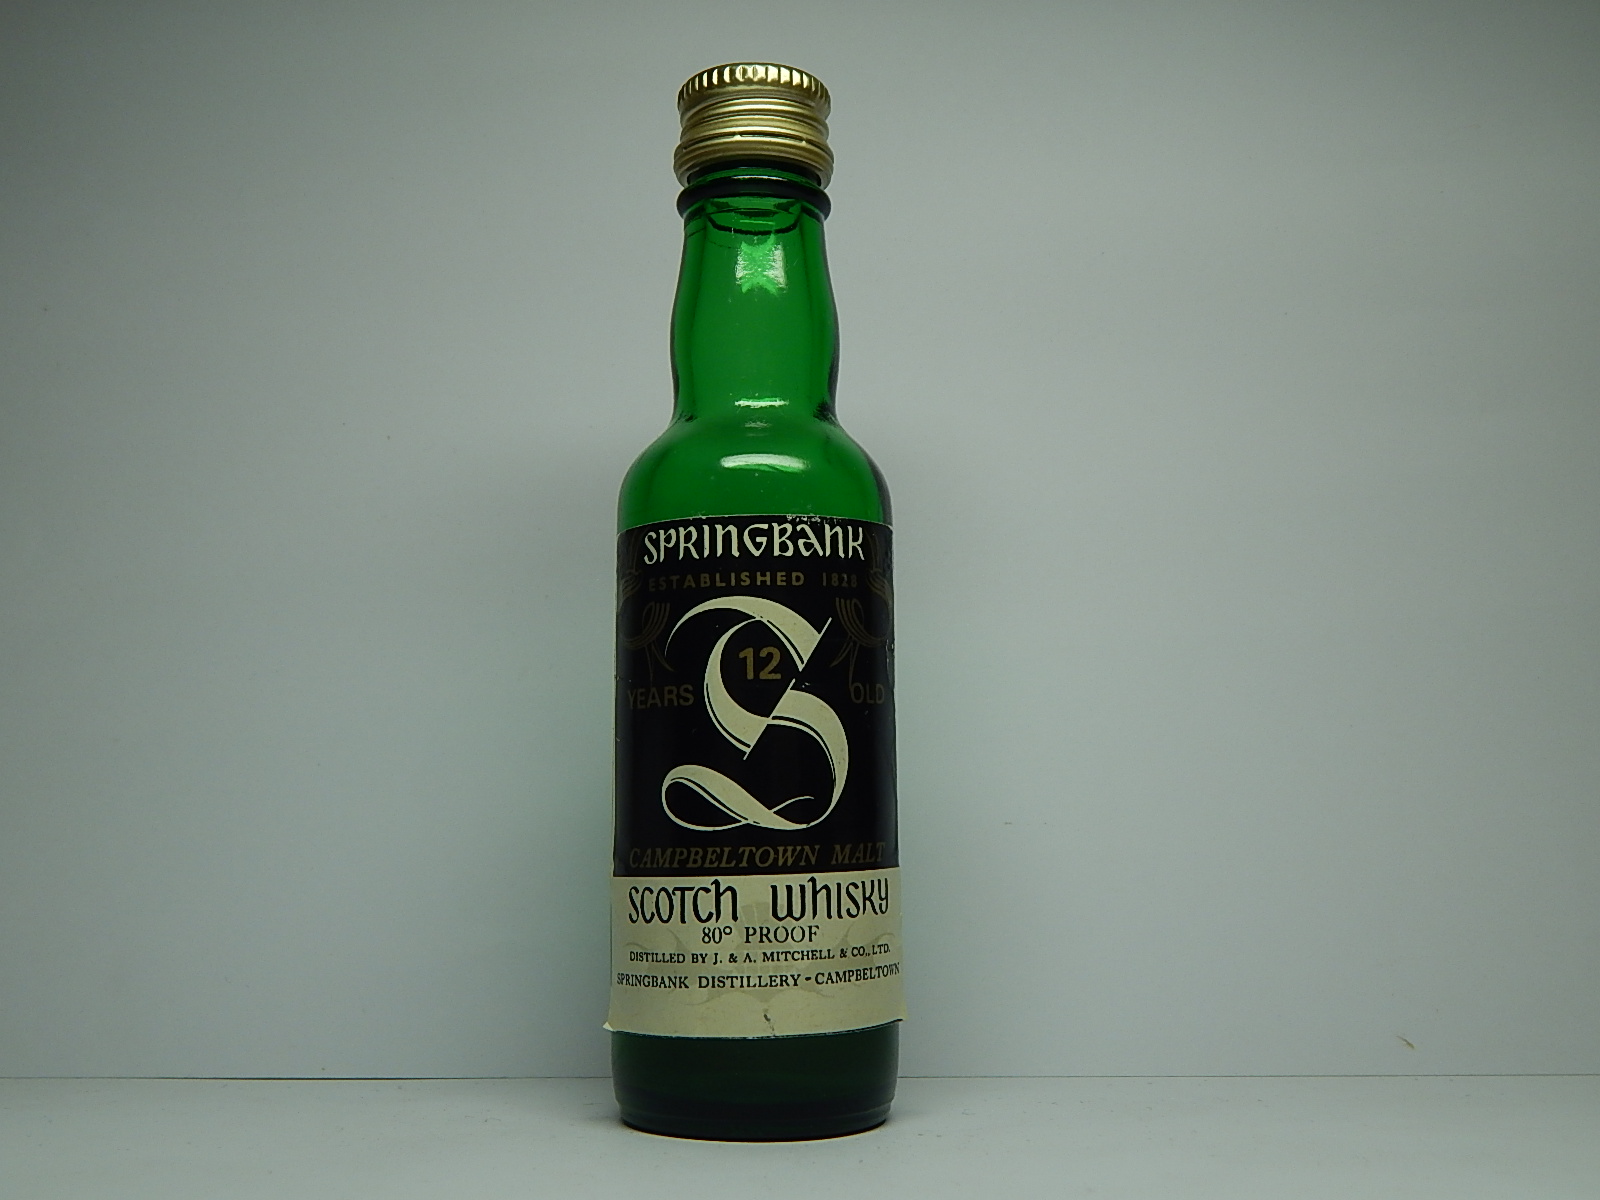 SPRINGBANK
ESTABLISHED 1828
S
12
YEARS OLD
CAMPBELTOWN MALT
SCOTCH WHISKY
80° PROOF
DISTILLED BY J. & A. MITCHELL & CO., LTD.
SPRINGBANK DISTILLERY - CAMPBELTOWN